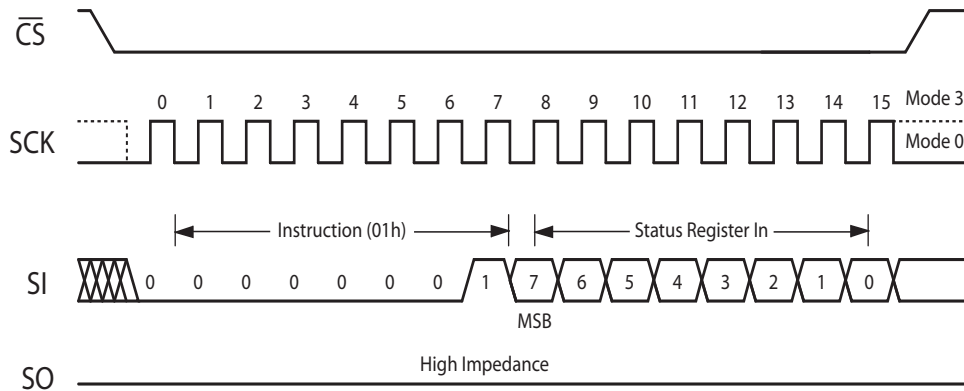 CS
0 1 2 3 4 5 6 7 8 9 10 11 12 13 14 15 Mode 3
SCK
Mode 0
Instruction (01h) Status Register In
SI 0 0 0 0 0 0 0 1 7 6 5 4 3 2 1 0
MSB
High Impedance
SO